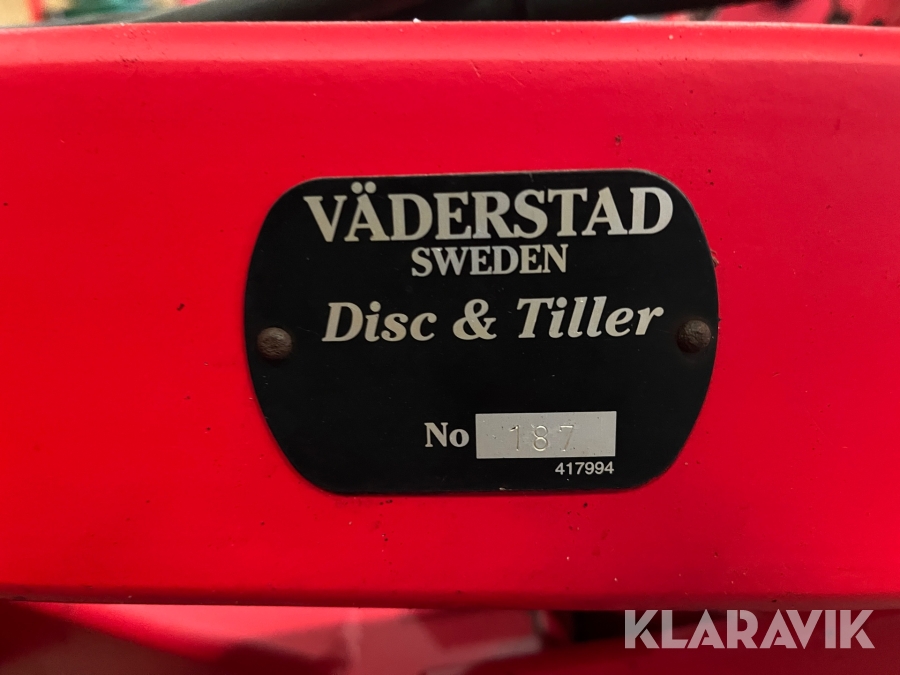 VÄDERSTAD
SWEDEN
Disc & Tiller
No 187
417994
KLARAVIK